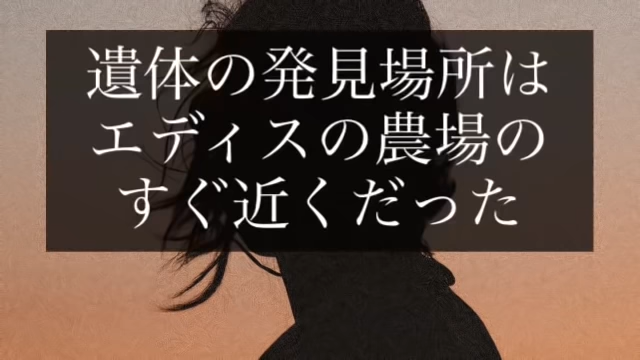 遺体の発見場所は
エディスの農場の
すぐ近くだった